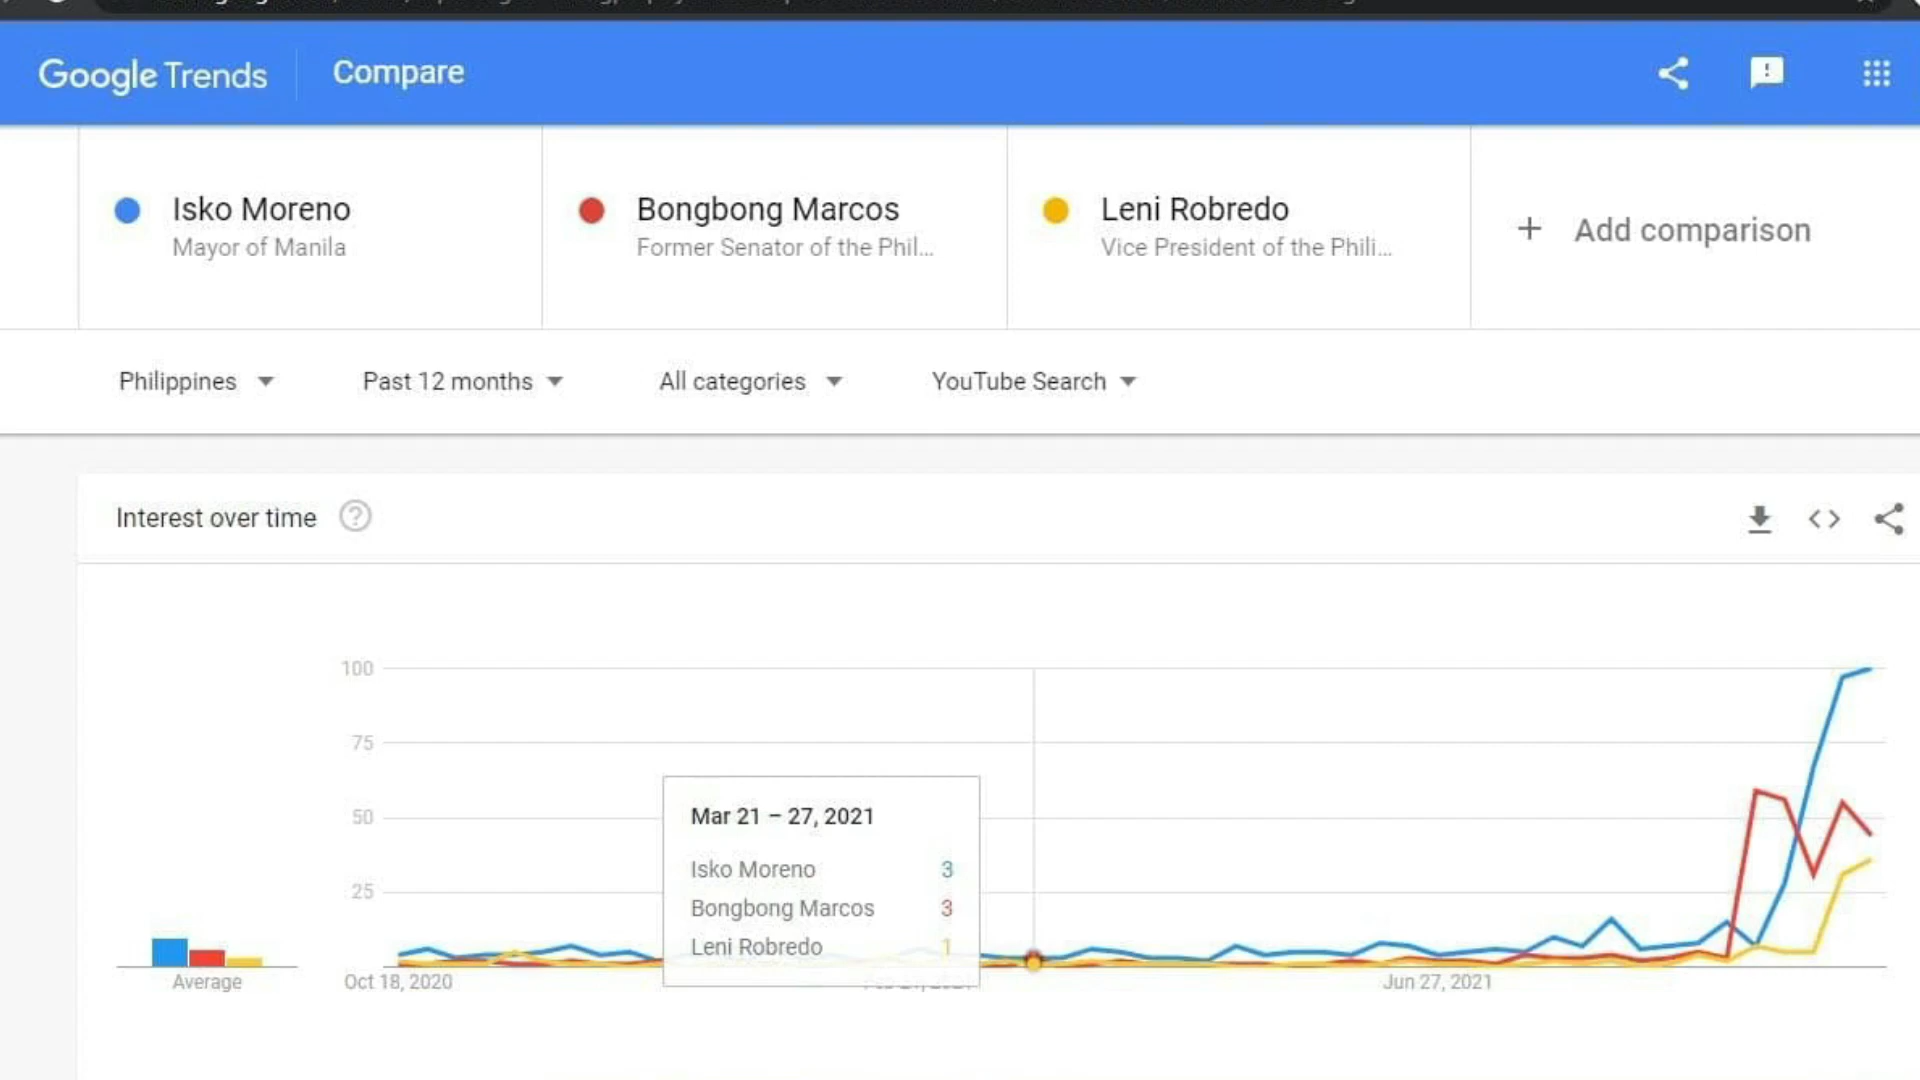 Google Trends Compare
Isko Moreno
Mayor of Manila
Bongbong Marcos
Former Senator of the Phil...
Leni Robredo
Vice President of the Phili...
+ Add comparison
Philippines
Past 12 months
All categories
YouTube Search
Interest over time
100
75
50
25
Mar 21 – 27, 2021
Isko Moreno 3
Bongbong Marcos 3
Leni Robredo 1
Average
Oct 18, 2020
Jun 27, 2021